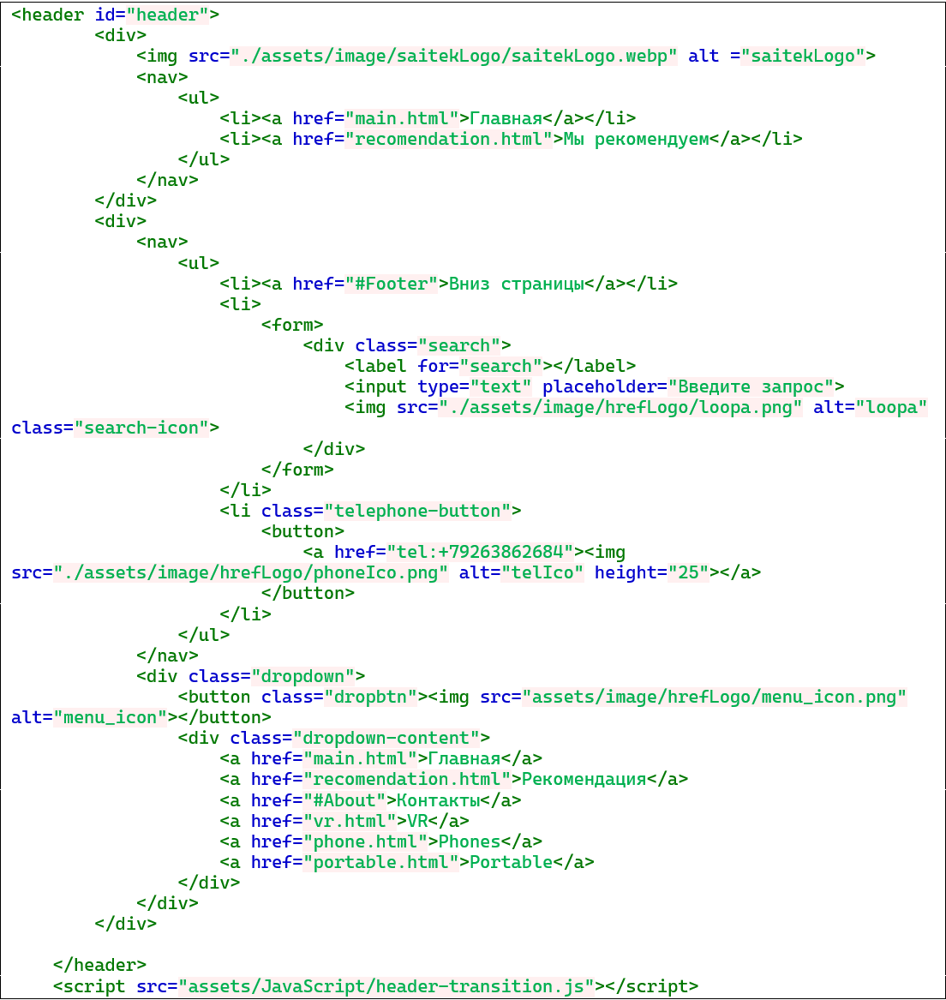 <header id="header">
<div>
<img src="./assets/image/saitekLogo/saitekLogo.webp" alt ="saitekLogo">
<nav>
<ul>
<li><a href="main.html">Главная</a></li>
<li><a href="recomendation.html">Мы рекомендуем</a></li>
</ul>
</nav>
</div>
<div>
<nav>
<ul>
<li><a href="#Footer">Вниз страницы</a></li>
<li>
<form>
<div class="search">
<label for="search"></label>
<input type="text" placeholder="Введите запрос">
<img src="./assets/image/hrefLogo/loopa.png" alt="loopa"
class="search-icon">
</div>
</form>
</li>
<li class="telephone-button">
<button>
<a href="tel:+79263862684"><img
src="./assets/image/hrefLogo/phoneIco.png" alt="telIco" height="25"></a>
</button>
</li>
</ul>
</nav>
<div class="dropdown">
<button class="dropbtn"><img src="assets/image/hrefLogo/menu_icon.png"
alt="menu_icon"></button>
<div class="dropdown-content">
<a href="main.html">Главная</a>
<a href="recomendation.html">Рекомендация</a>
<a href="#About">Контакты</a>
<a href="vr.html">VR</a>
<a href="phone.html">Phones</a>
<a href="portable.html">Portable</a>
</div>
</div>
</div>
</header>
<script src="assets/JavaScript/header-transition.js"></script>